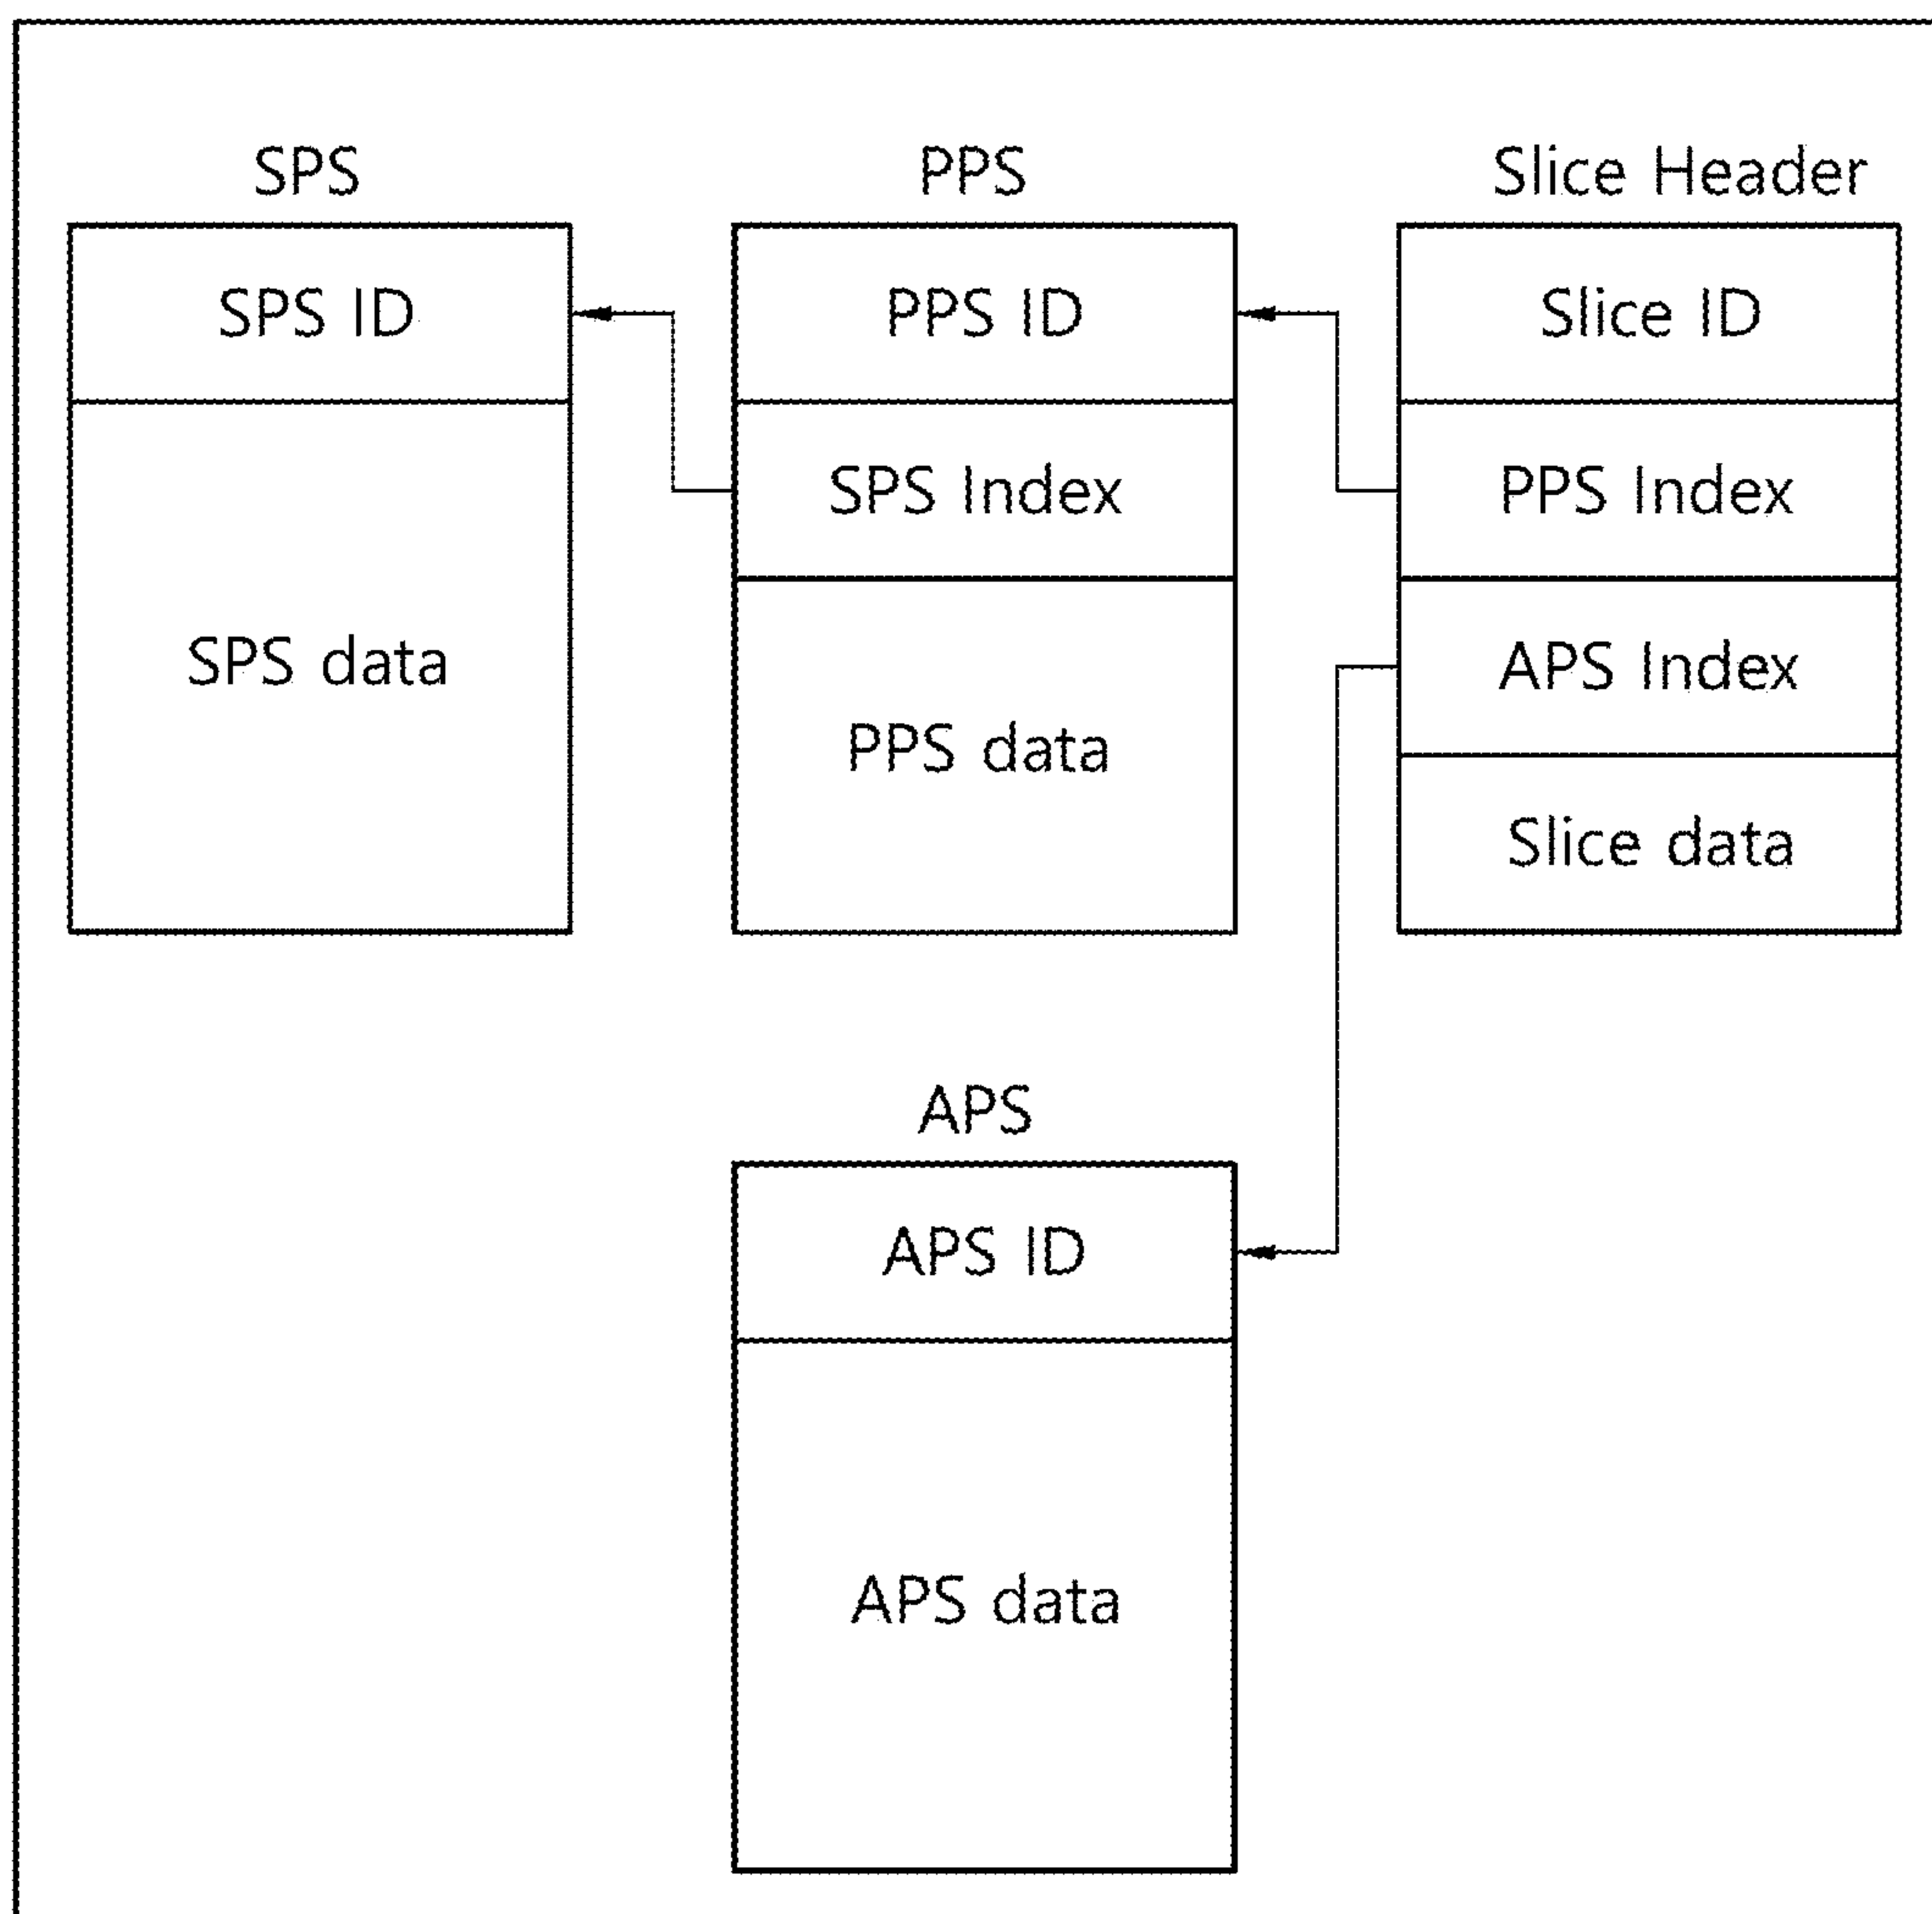 SPS
SPS ID
SPS data
PPS
PPS ID
SPS Index
PPS data
Slice Header
Slice ID
PPS Index
APS Index
Slice data
APS
APS ID
APS data